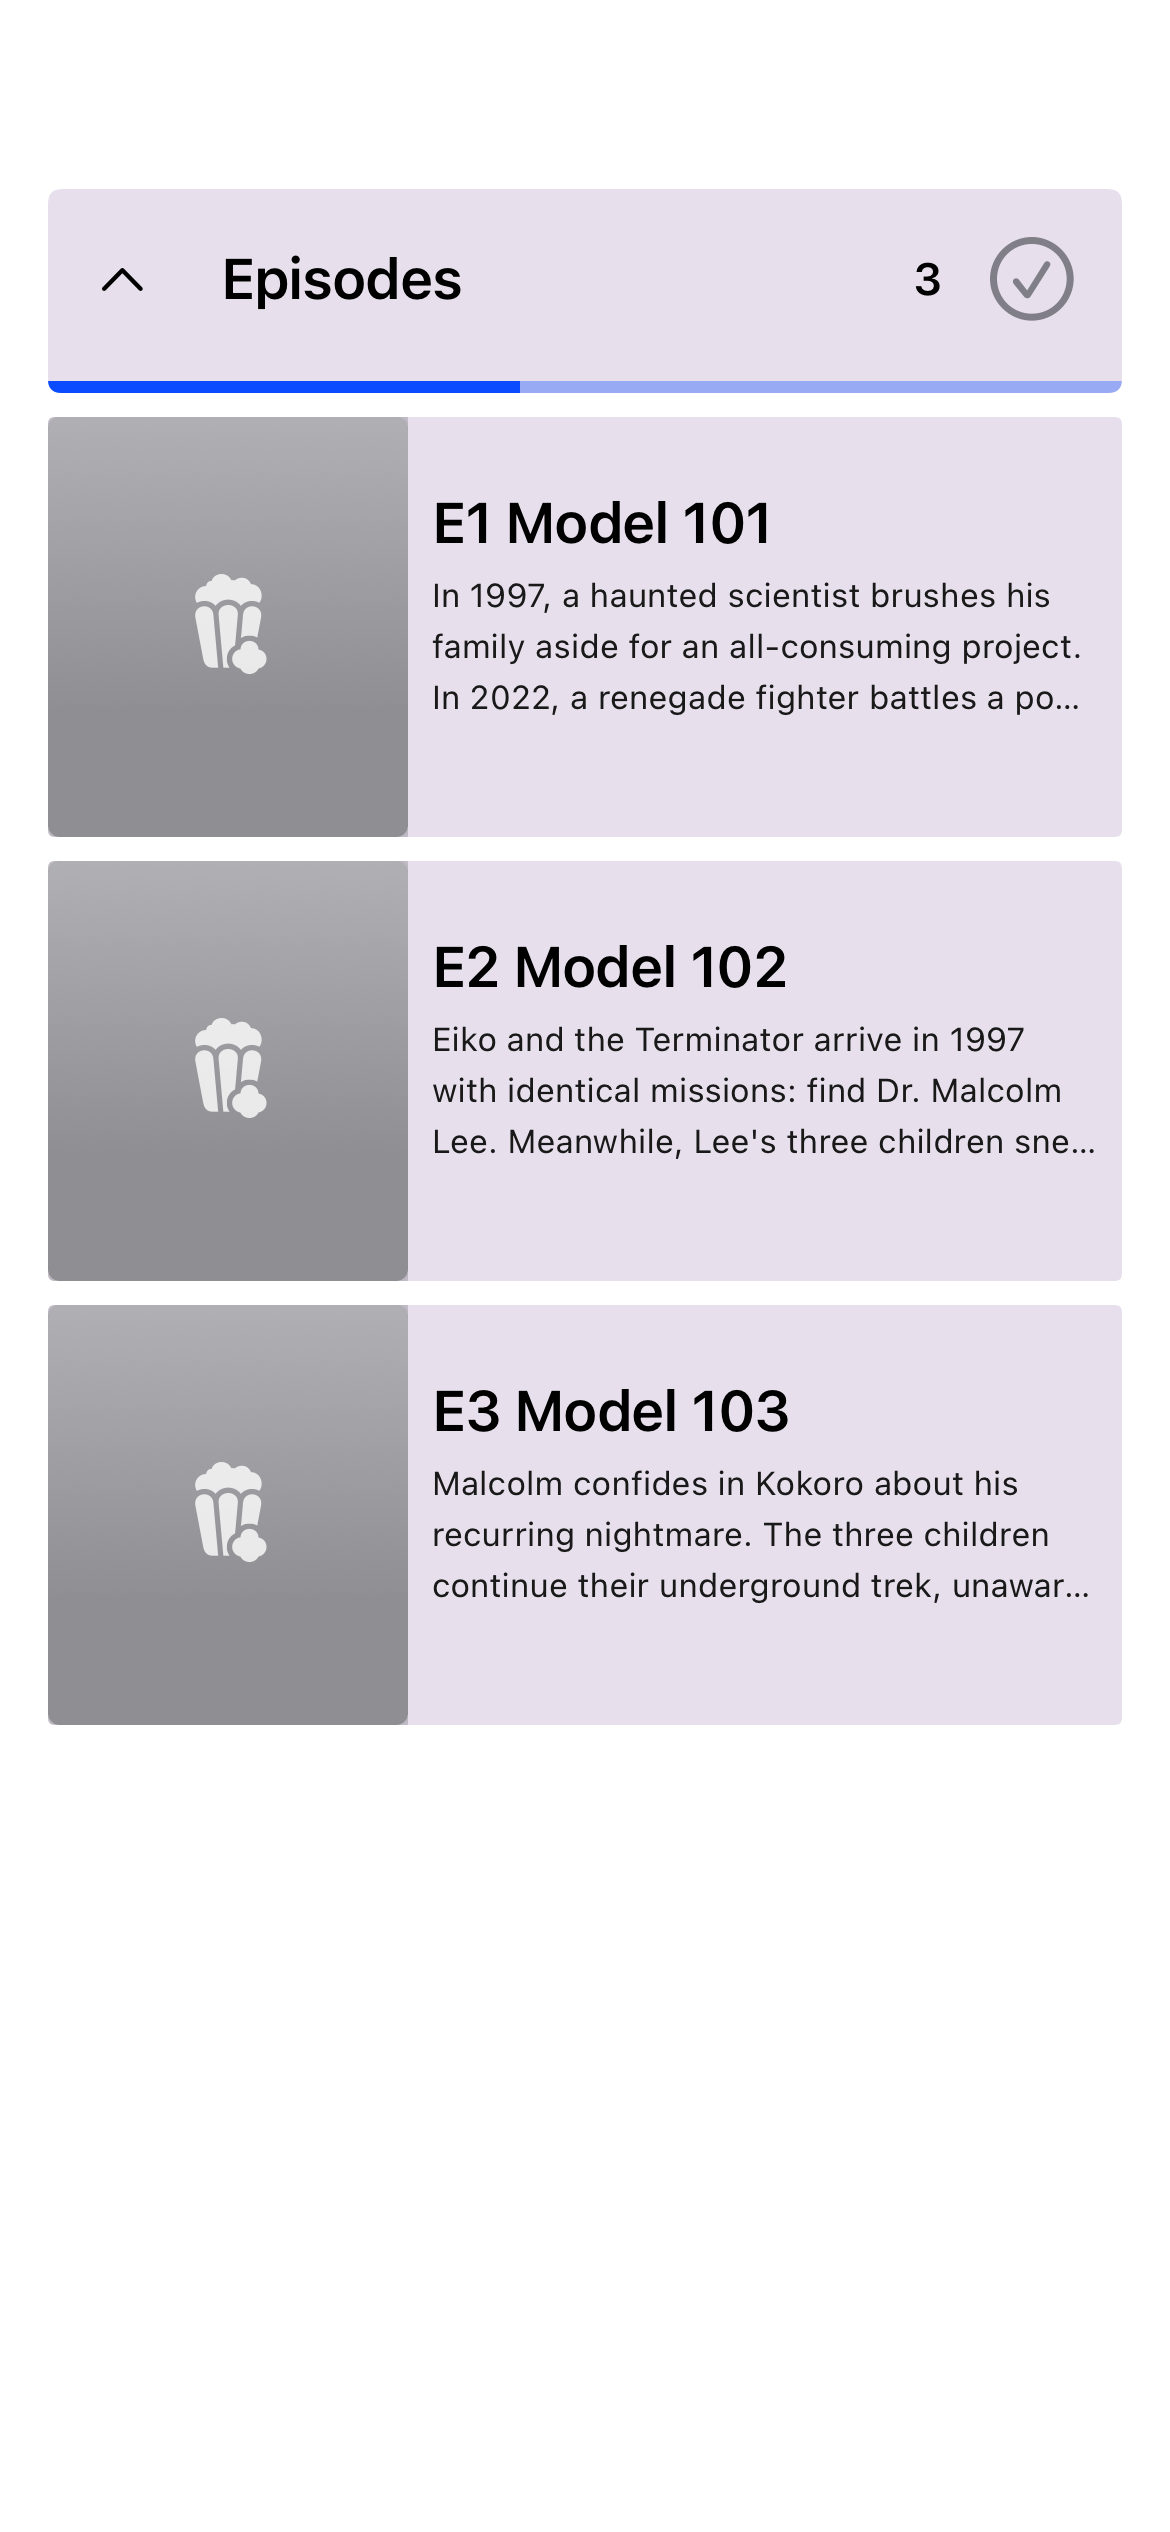 Episodes
3
E1 Model 101
In 1997, a haunted scientist brushes his
family aside for an all-consuming project.
In 2022, a renegade fighter battles a po...
E2 Model 102
Eiko and the Terminator arrive in 1997
with identical missions: find Dr. Malcolm
Lee. Meanwhile, Lee's three children sne...
E3 Model 103
Malcolm confides in Kokoro about his
recurring nightmare. The three children
continue their underground trek, unawar...